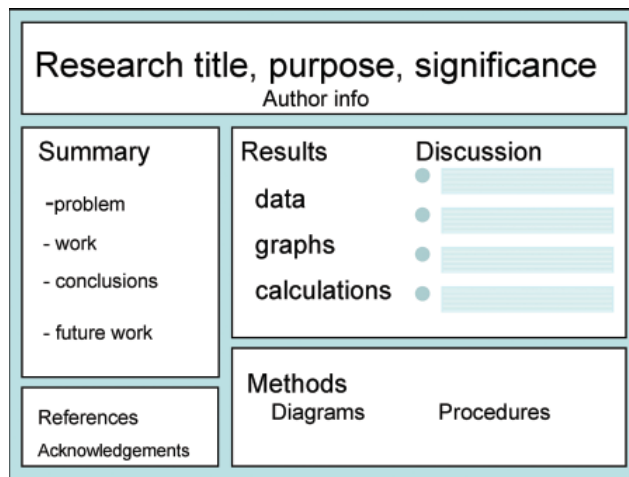 Research title, purpose, significance
Author info
Summary
-problem
- work
- conclusions
- future work
References
Acknowledgements
Results
data
graphs
calculations
Discussion
Methods
Diagrams
Procedures